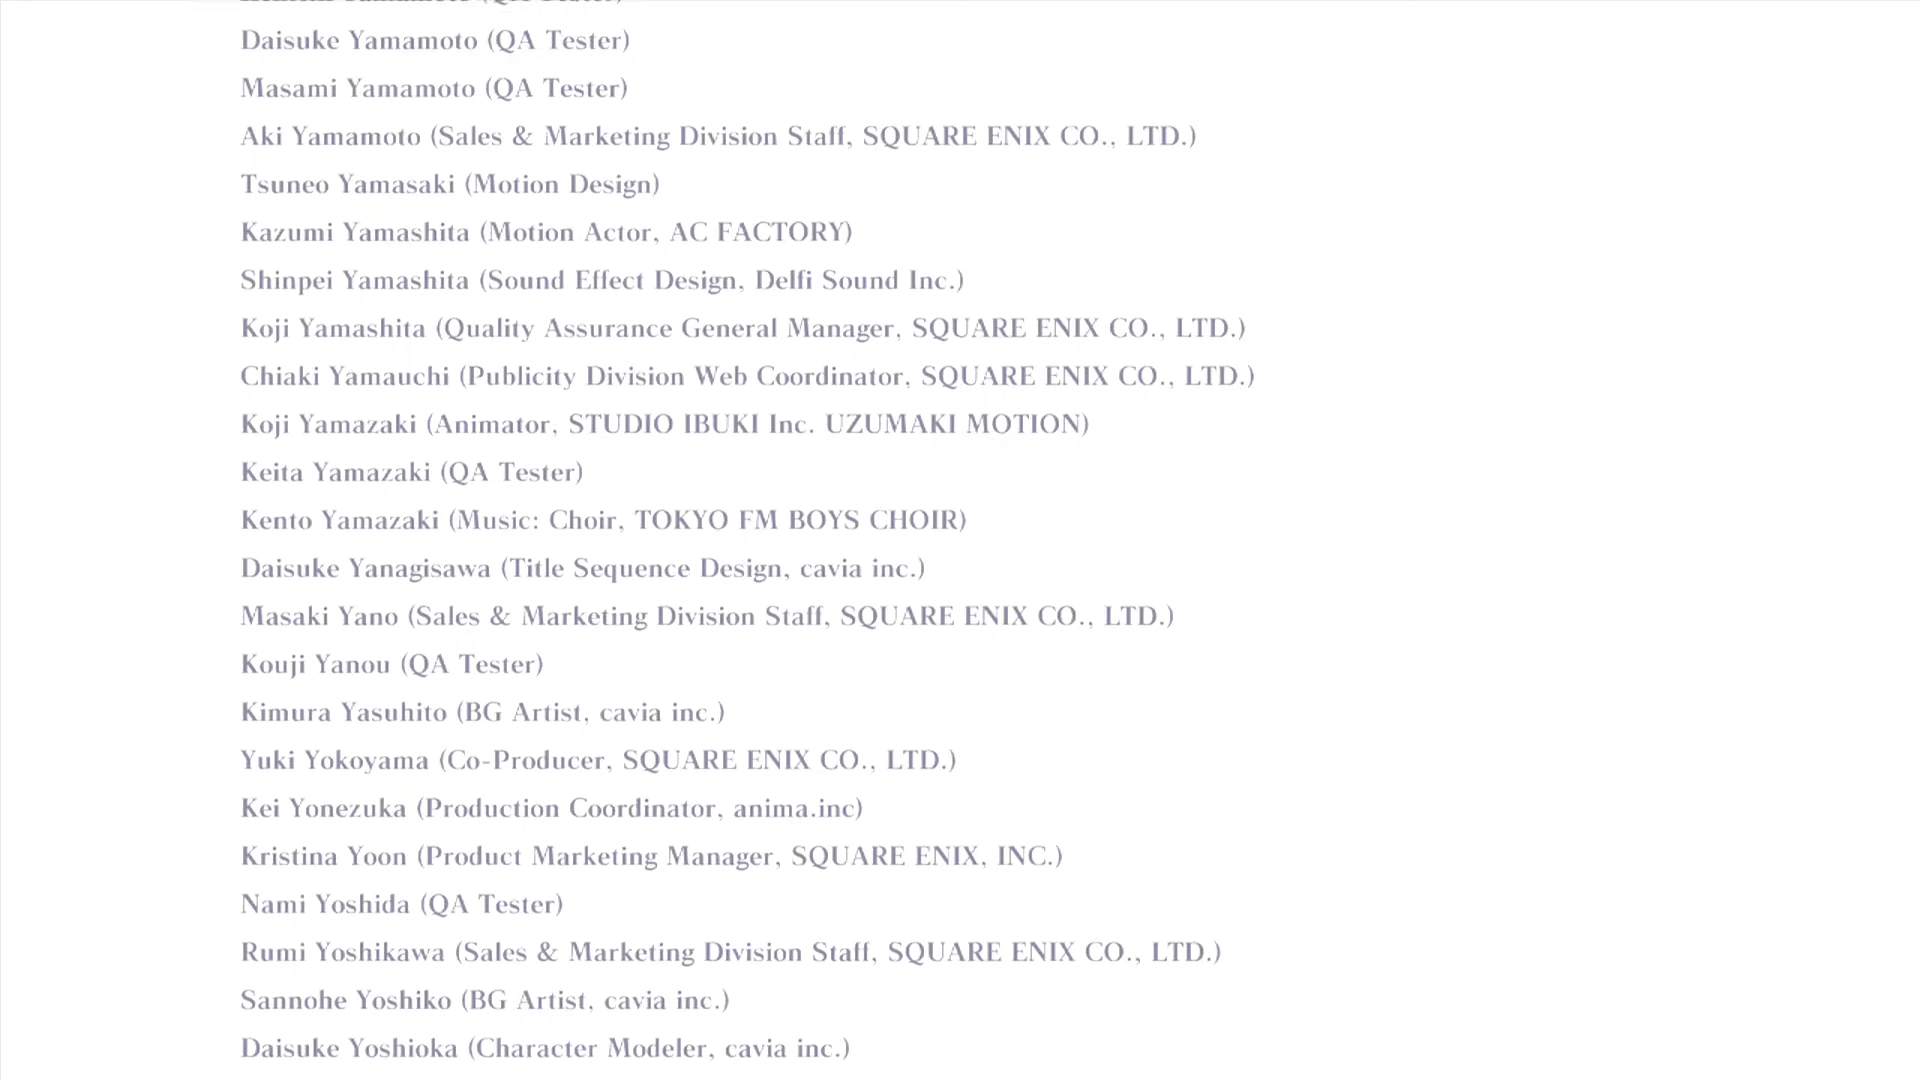 Daisuke Yamamoto (QA Tester)
Masami Yamamoto (QA Tester)
Aki Yamamoto (Sales & Marketing Division Staff, SQUARE ENIX CO., LTD.)
Tsuneo Yamasaki (Motion Design)
Kazumi Yamashita (Motion Actor, AC FACTORY)
Shinpei Yamashita (Sound Effect Design, Delfi Sound Inc.)
Koji Yamashita (Quality Assurance General Manager, SQUARE ENIX CO., LTD.)
Chiaki Yamauchi (Publicity Division Web Coordinator, SQUARE ENIX CO., LTD.)
Koji Yamazaki (Animator, STUDIO IBUKI Inc. UZUMAKI MOTION)
Keita Yamazaki (QA Tester)
Kento Yamazaki (Music: Choir, TOKYO FM BOYS CHOIR)
Daisuke Yanagisawa (Title Sequence Design, cavia inc.)
Masaki Yano (Sales & Marketing Division Staff, SQUARE ENIX CO., LTD.)
Kouji Yanou (QA Tester)
Kimura Yasuhito (BG Artist, cavia inc.)
Yuki Yokoyama (Co-Producer, SQUARE ENIX CO., LTD.)
Kei Yonezuka (Production Coordinator, anima.inc)
Kristina Yoon (Product Marketing Manager, SQUARE ENIX, INC.)
Nami Yoshida (QA Tester)
Rumi Yoshikawa (Sales & Marketing Division Staff, SQUARE ENIX CO., LTD.)
Sannohe Yoshiko (BG Artist, cavia inc.)
Daisuke Yoshioka (Character Modeler, cavia inc.)